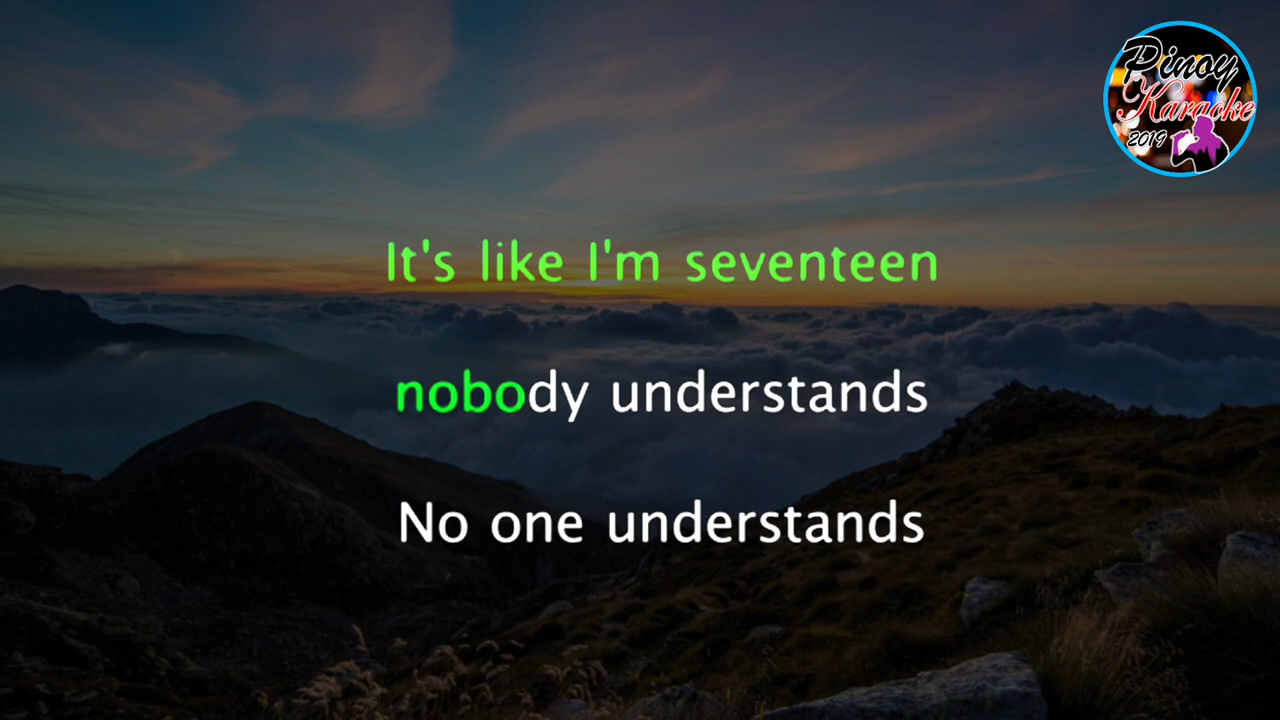 Pinoy
Karaoke
2019
It's like I'm seventeen
nobody understands
No one understands